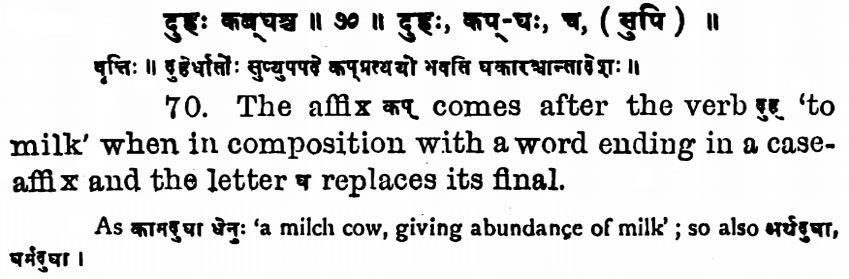 दुहः कब्घश्च ॥ ७० ॥ दुहः, कप्-घः, च, ( सुपि ) ॥
वृत्तिः ॥ दुहेर्धातोः सुप्युपपदे कप्प्रत्ययो भवति घकारश्चान्तादेशः ॥
70. The affix कप् comes after the verb दुह् 'to
milk' when in composition with a word ending in a case-
affix and the letter घ replaces its final.
As कामदुघा धेनुः 'a milch cow, giving abundance of milk' ; so also अर्घदुघा,
घर्मदुघा ।